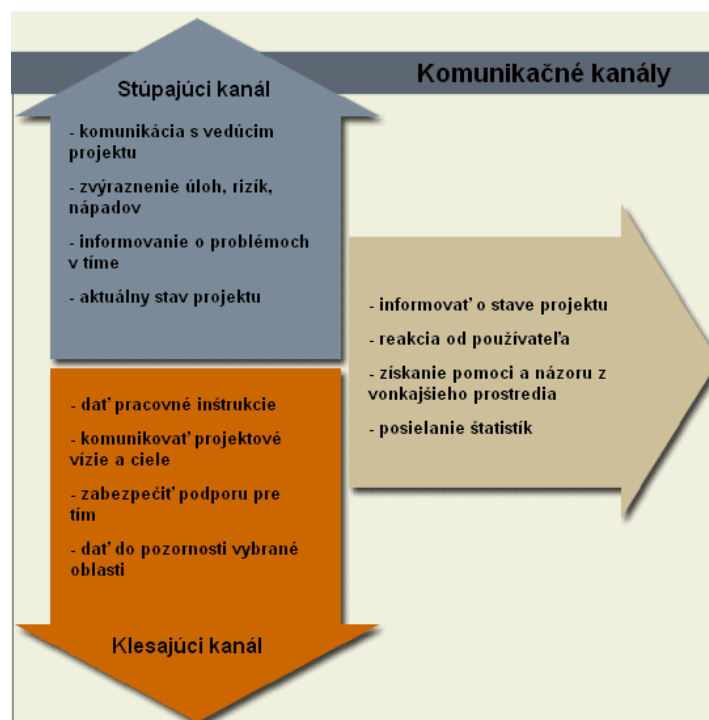 Komunikačné kanály
Stúpajúci kanál
- komunikácia s vedúcim
projektu
- zvýraznenie úloh, rizík,
nápadov
- informovanie o problémoch
v tíme
- aktuálny stav projektu
- informovať o stave projektu
- reakcia od používateľa
- získanie pomoci a názoru z
vonkajšieho prostredia
- posielanie štatistík
- dať pracovné inštrukcie
- komunikovať projektové
vízie a ciele
- zabezpečiť podporu pre
tím
- dať do pozornosti vybrané
oblasti
Klesajúci kanál